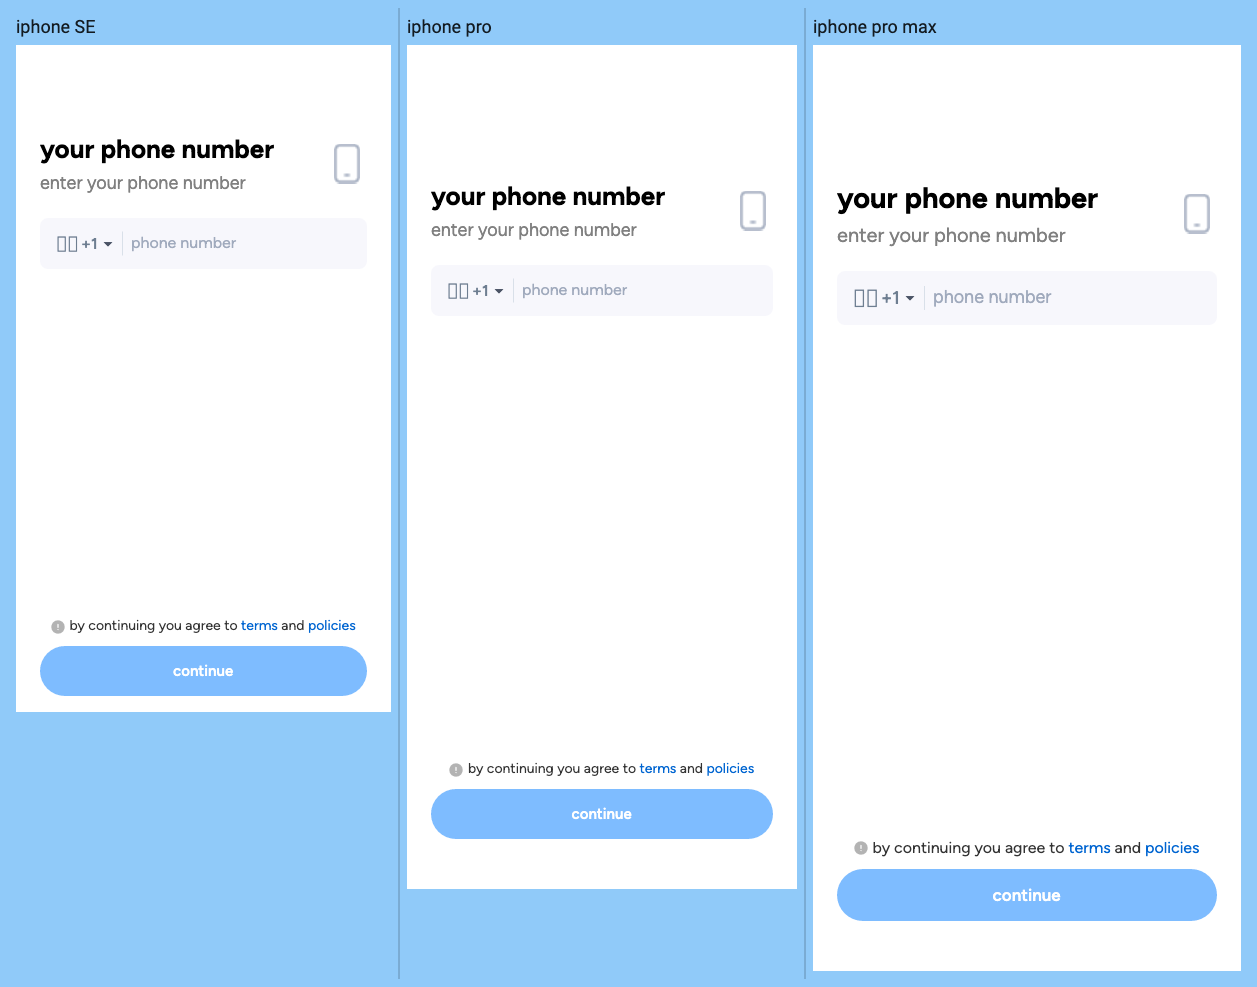 iphone SE
your phone number
enter your phone number
+1 phone number
by continuing you agree to terms and policies
continue
iphone pro
your phone number
enter your phone number
+1 phone number
by continuing you agree to terms and policies
continue
iphone pro max
your phone number
enter your phone number
+1 phone number
by continuing you agree to terms and policies
continue